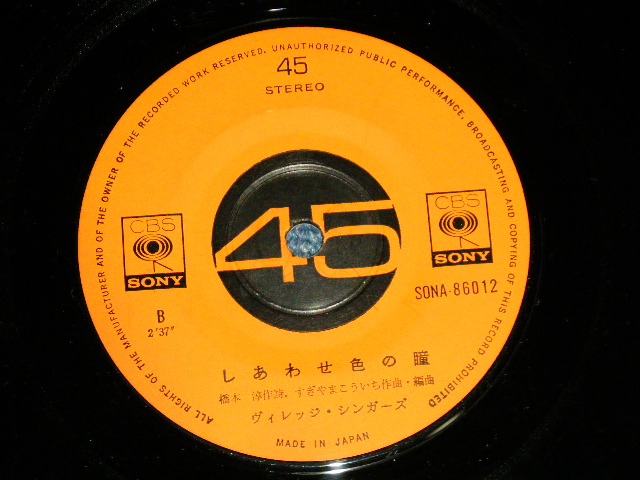 ALL RIGHTS OF THE MANUFACTURER AND OF THE OWNER OF THE RECORDED WORK RESERVED. UNAUTHORIZED PUBLIC PERFORMANCE, BROADCASTING AND COPYING OF THIS RECORD PROHIBITED
45
STEREO
CBS
SONY
45
CBS
SONY
SONA-86012
B
2'37"
しあわせ色の瞳
橋本 淳作詩、すぎやまこういち作曲・編曲
ヴィレッジ・シンガーズ
MADE IN JAPAN